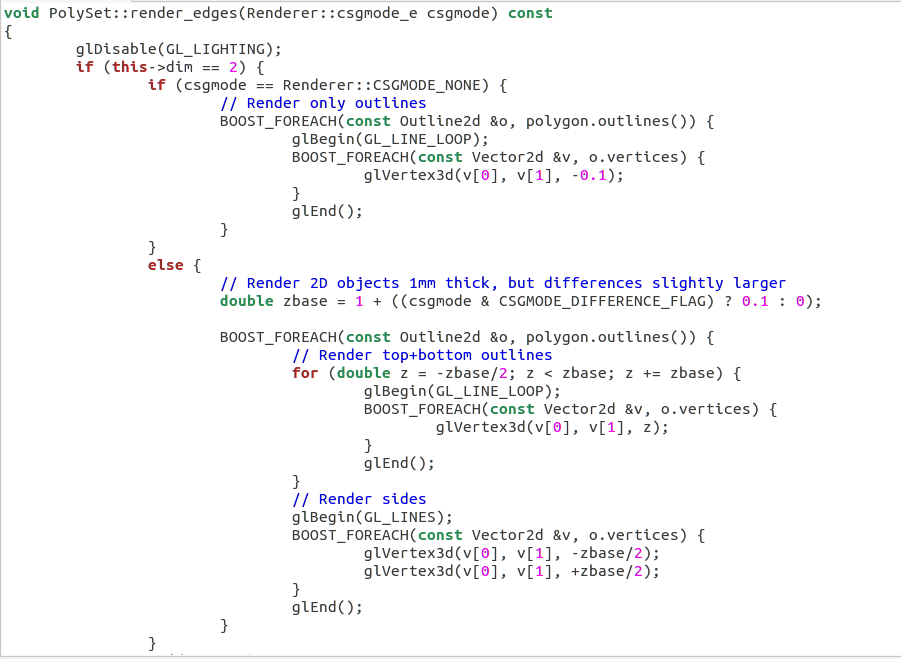 void PolySet::render_edges(Renderer::csgmode_e csgmode) const
{
        glDisable(GL_LIGHTING);
        if (this->dim == 2) {
                if (csgmode == Renderer::CSGMODE_NONE) {
                        // Render only outlines
                        BOOST_FOREACH(const Outline2d &o, polygon.outlines()) {
                                glBegin(GL_LINE_LOOP);
                                BOOST_FOREACH(const Vector2d &v, o.vertices) {
                                        glVertex3d(v[0], v[1], -0.1);
                                }
                                glEnd();
                        }
                }
                else {
                        // Render 2D objects 1mm thick, but differences slightly larger
                        double zbase = 1 + ((csgmode & CSGMODE_DIFFERENCE_FLAG) ? 0.1 : 0);

                        BOOST_FOREACH(const Outline2d &o, polygon.outlines()) {
                                // Render top+bottom outlines
                                for (double z = -zbase/2; z < zbase; z += zbase) {
                                        glBegin(GL_LINE_LOOP);
                                        BOOST_FOREACH(const Vector2d &v, o.vertices) {
                                                glVertex3d(v[0], v[1], z);
                                        }
                                        glEnd();
                                }
                                // Render sides
                                glBegin(GL_LINES);
                                BOOST_FOREACH(const Vector2d &v, o.vertices) {
                                        glVertex3d(v[0], v[1], -zbase/2);
                                        glVertex3d(v[0], v[1], +zbase/2);
                                }
                                glEnd();
                        }
                }